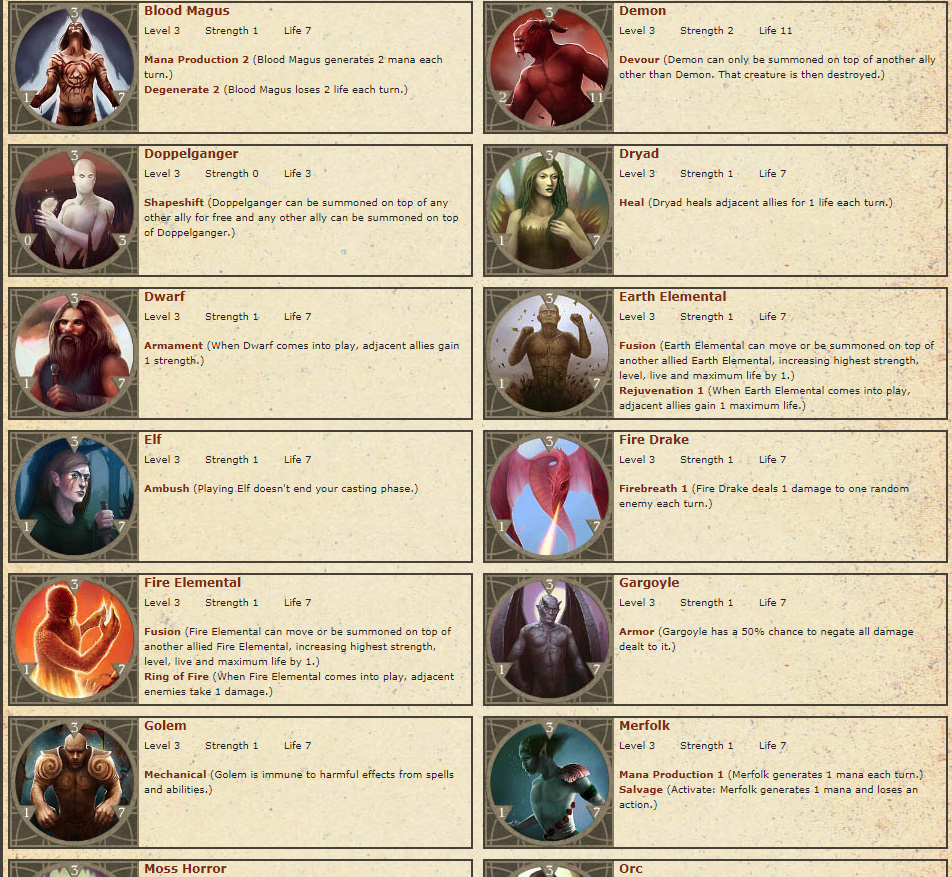 3
1
7
Blood Magus
Level 3 Strength 1 Life 7
Mana Production 2 (Blood Magus generates 2 mana each
turn.)
Degenerate 2 (Blood Magus loses 2 life each turn.)
3
2
11
Demon
Level 3 Strength 2 Life 11
Devour (Demon can only be summoned on top of another ally
other than Demon. That creature is then destroyed.)
3
0
3
Doppelganger
Level 3 Strength 0 Life 3
Shapeshift (Doppelganger can be summoned on top of any
other ally for free and any other ally can be summoned on top
of Doppelganger.)
3
1
7
Dryad
Level 3 Strength 1 Life 7
Heal (Dryad heals adjacent allies for 1 life each turn.)
3
1
7
Dwarf
Level 3 Strength 1 Life 7
Armament (When Dwarf comes into play, adjacent allies gain
1 strength.)
3
1
7
Earth Elemental
Level 3 Strength 1 Life 7
Fusion (Earth Elemental can move or be summoned on top of
another allied Earth Elemental, increasing highest strength,
level, live and maximum life by 1.)
Rejuvenation 1 (When Earth Elemental comes into play,
adjacent allies gain 1 maximum life.)
3
1
7
Elf
Level 3 Strength 1 Life 7
Ambush (Playing Elf doesn't end your casting phase.)
3
1
7
Fire Drake
Level 3 Strength 1 Life 7
Firebreath 1 (Fire Drake deals 1 damage to one random
enemy each turn.)
3
1
7
Fire Elemental
Level 3 Strength 1 Life 7
Fusion (Fire Elemental can move or be summoned on top of
another allied Fire Elemental, increasing highest strength,
level, live and maximum life by 1.)
Ring of Fire (When Fire Elemental comes into play, adjacent
enemies take 1 damage.)
3
1
7
Gargoyle
Level 3 Strength 1 Life 7
Armor (Gargoyle has a 50% chance to negate all damage
dealt to it.)
3
1
7
Golem
Level 3 Strength 1 Life 7
Mechanical (Golem is immune to harmful effects from spells
and abilities.)
3
1
7
Merfolk
Level 3 Strength 1 Life 7
Mana Production 1 (Merfolk generates 1 mana each turn.)
Salvage (Activate: Merfolk generates 1 mana and loses an
action.)
3
Moss Horror
3
Orc